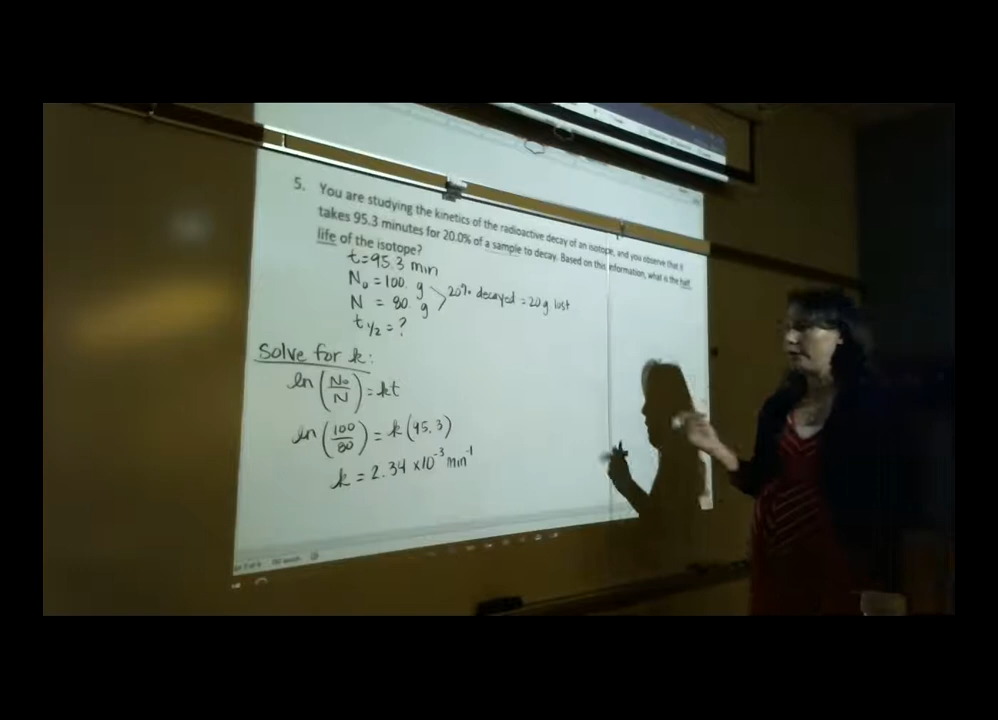 5. You are studying the kinetics of the radioactive decay of an isotope, and you observe that it
takes 95.3 minutes for 20.0% of a sample to decay. Based on this information, what is the half
life of the isotope?
t=95.3 min
N₀ = 100. g
N = 80. g
20% decayed = 20 g lost
t 1/2 = ?
Solve for k:
ln(N₀/N) = kt
ln(100/80) = k(95.3)
k = 2.34 x10⁻³ min⁻¹